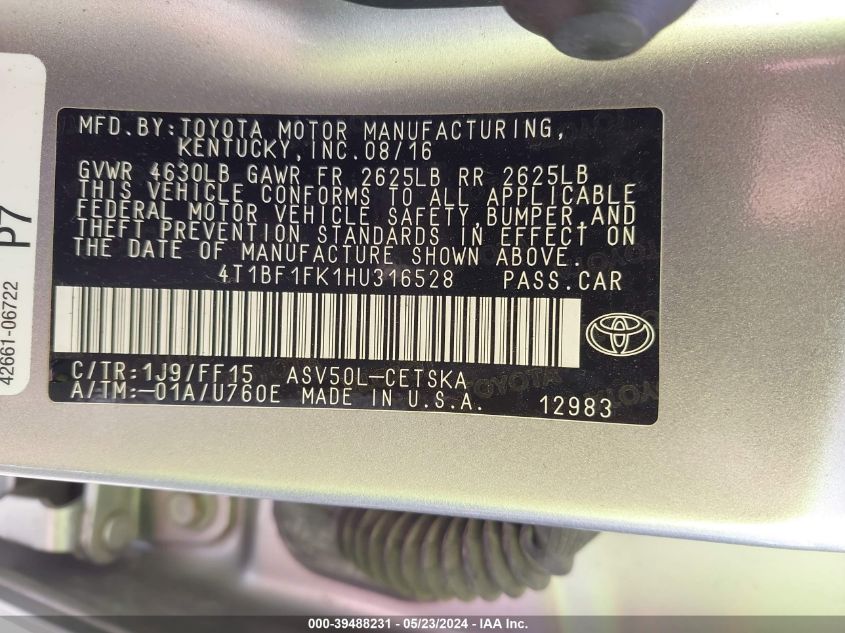 MFD.BY:TOYOTA MOTOR MANUFACTURING,
KENTUCKY,INC.08/16
GVWR 4630LB GAWR FR 2625LB RR 2625LB
THIS VEHICLE CONFORMS TO ALL APPLICABLE
FEDERAL MOTOR VEHICLE SAFETY,BUMPER,AND
THEFT PREVENTION STANDARDS IN EFFECT ON
THE DATE OF MANUFACTURE SHOWN ABOVE.
4T1BF1FK1HU316528 PASS.CAR
C/TR:1J9/FF15 ASV50L-CETSKA
A/TM:-01A/U760E MADE IN U.S.A. 12983
42661-06722
P7
000-39488231 - 05/23/2024 - IAA Inc.